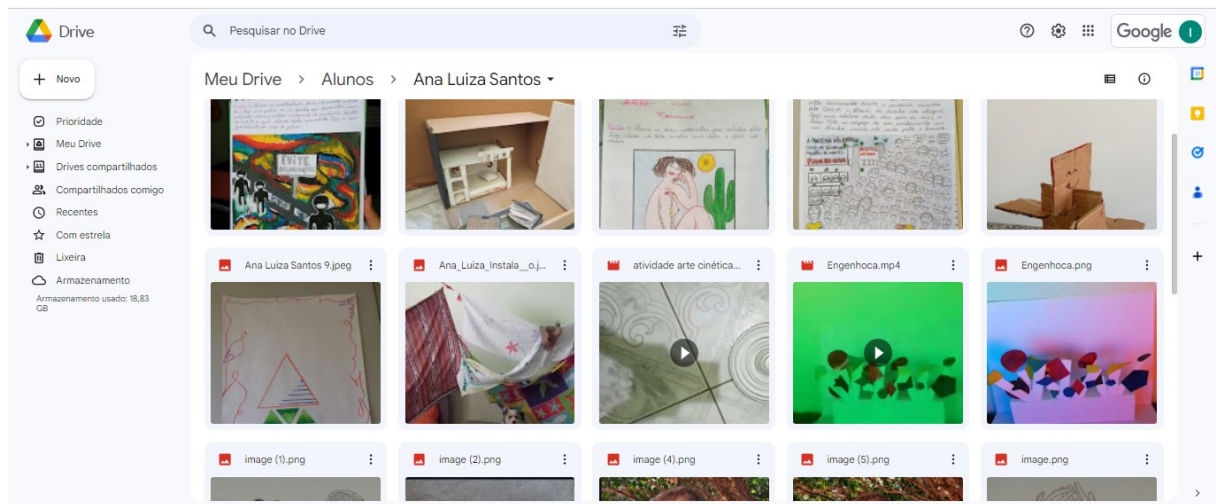 Drive
Pesquisar no Drive
Google
I
Novo
Meu Drive > Alunos > Ana Luiza Santos
Prioridade
Meu Drive
Drives compartilhados
Compartilhados comigo
Recentes
Com estrela
Lixeira
Armazenamento
Armazenamento usado: 18,83
GB
EVITE
Ana Luiza Santos 9.jpeg
Ana_Luiza_Instala__o.j...
atividade arte cinética...
Engenhoca.mp4
Engenhoca.png
image (1).png
image (2).png
image (4).png
image (5).png
image.png